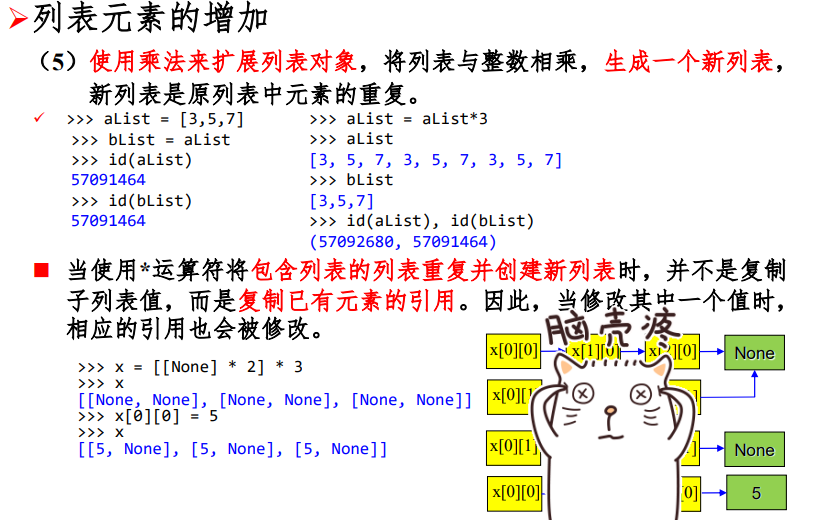 列表元素的增加
（5）使用乘法来扩展列表对象，将列表与整数相乘，生成一个新列表，
新列表是原列表中元素的重复。
>>> aList = [3,5,7]
>>> bList = aList
>>> id(aList)
57091464
>>> id(bList)
57091464
>>> aList = aList*3
>>> aList
[3, 5, 7, 3, 5, 7, 3, 5, 7]
>>> bList
[3,5,7]
>>> id(aList), id(bList)
(57092680, 57091464)
当使用*运算符将包含列表的列表重复并创建新列表时，并不是复制
子列表值，而是复制已有元素的引用。因此，当修改其中一个值时，
相应的引用也会被修改。
>>> x = [[None] * 2] * 3
>>> x
[[None, None], [None, None], [None, None]]
>>> x[0][0] = 5
>>> x
[[5, None], [5, None], [5, None]]
脑壳疼
x[0][0] x[1][0] x[2][0] None
x[0][1]
x[0][1] None
x[0][0] 5